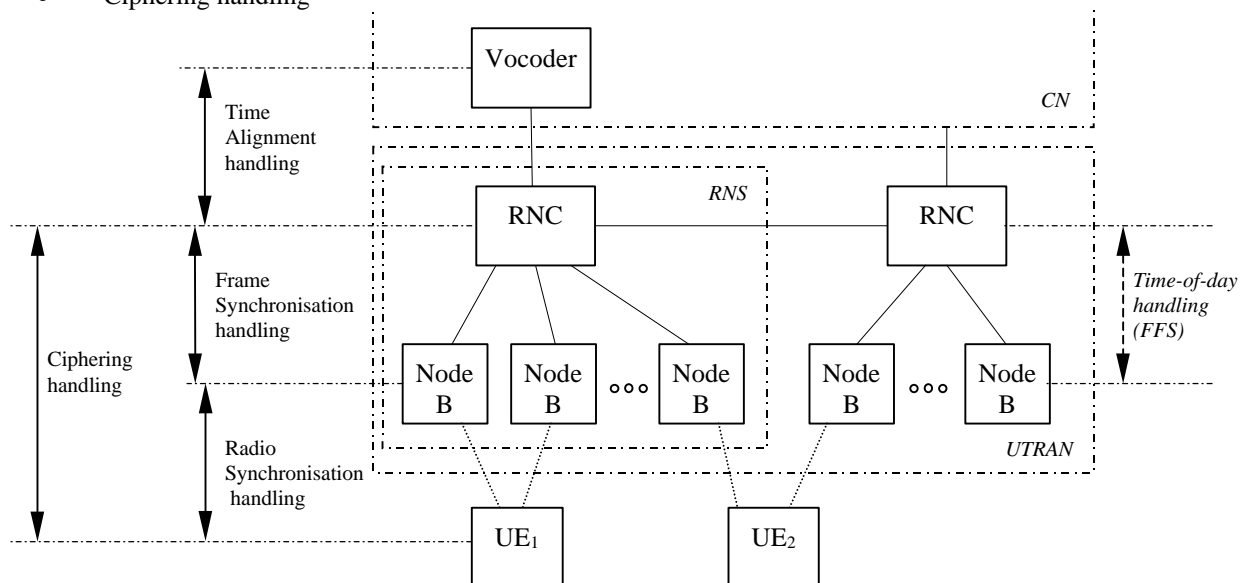 Ciphering handling
Vocoder
CN
Time
Alignment
handling
RNS
RNC
RNC
Frame
Synchronisation
handling
Time-of-day
handling
(FFS)
Ciphering
handling
Node
B
Node
B
Node
B
Node
B
Node
B
Radio
Synchronisation
handling
UTRAN
UE1
UE2